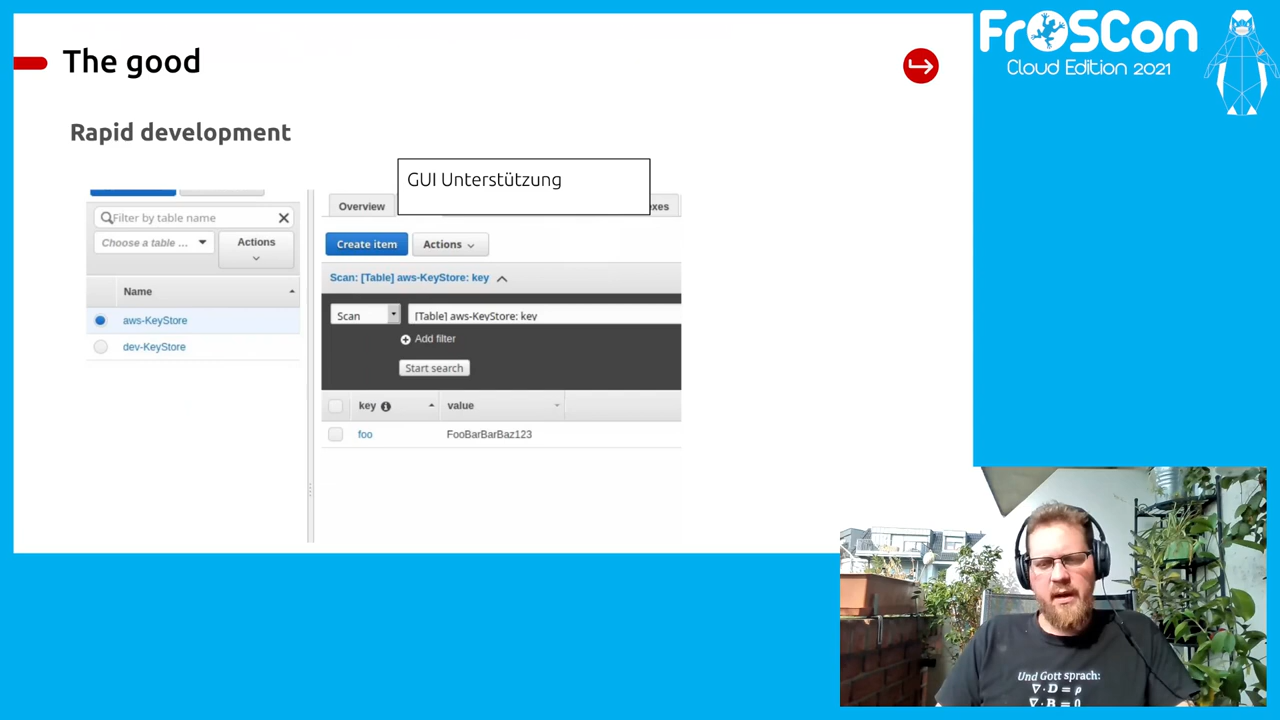 The good
FrOSCon
Cloud Edition 2021
Rapid development
GUI Unterstützung
Filter by table name
Choose a table ...
Actions
Name
aws-KeyStore
dev-KeyStore
Overview
exes
Create item
Actions
Scan: [Table] aws-KeyStore: key
Scan
[Table] aws-KeyStore: key
Add filter
Start search
key
value
foo
FooBarBarBaz123
Und Gott sprach:
∇·D=ρ
∇·B=0